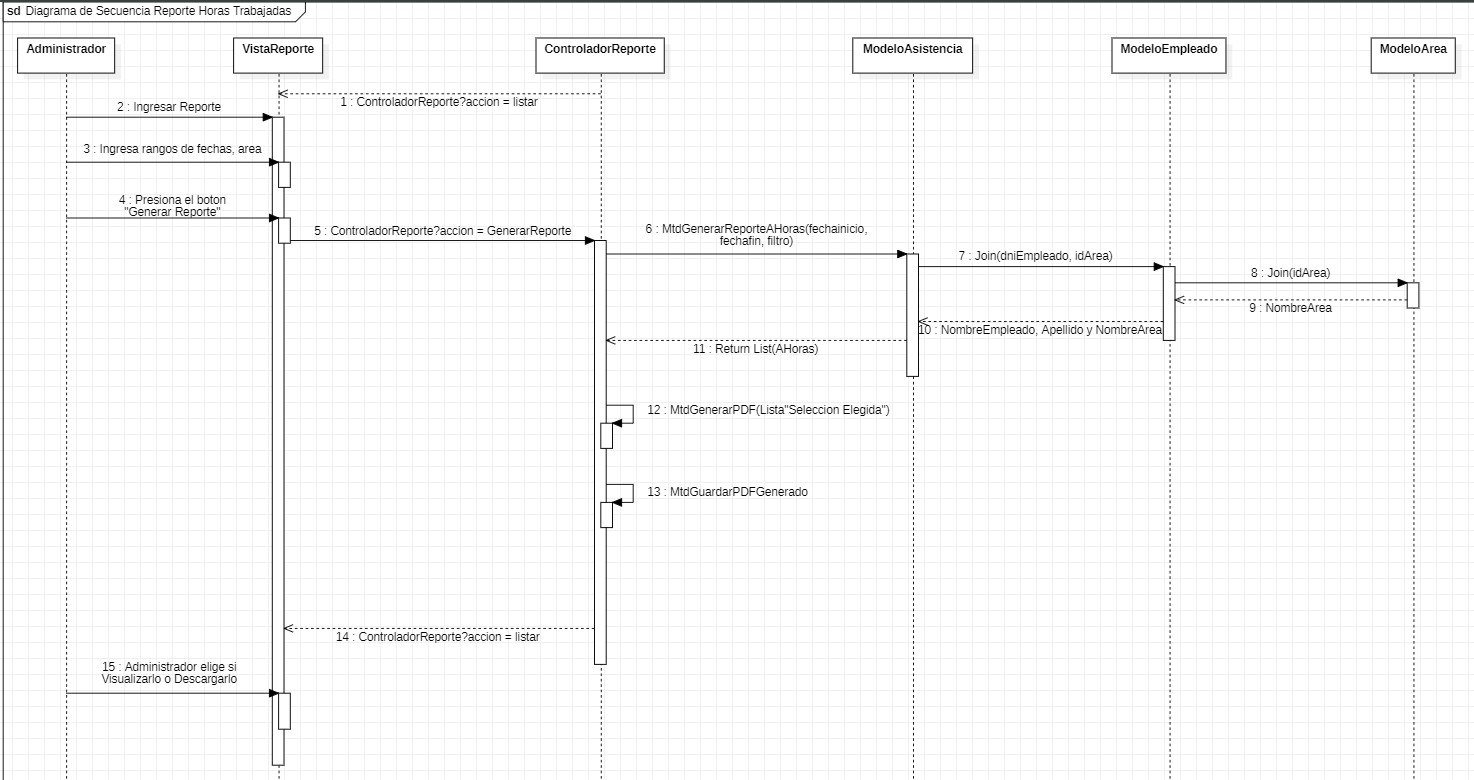 sd Diagrama de Secuencia Reporte Horas Trabajadas
Administrador
VistaReporte
ControladorReporte
ModeloAsistencia
ModeloEmpleado
ModeloArea
1 : ControladorReporte?accion = listar
2 : Ingresar Reporte
3 : Ingresa rangos de fechas, area
4 : Presiona el boton
"Generar Reporte"
5 : ControladorReporte?accion = GenerarReporte
6 : MtdGenerarReporteAHoras(fechainicio,
fechafin, filtro)
7 : Join(dniEmpleado, idArea)
8 : Join(idArea)
9 : NombreArea
10 : NombreEmpleado, Apellido y NombreArea
11 : Return List(AHoras)
12 : MtdGenerarPDF(Lista"Seleccion Elegida")
13 : MtdGuardarPDFGenerado
14 : ControladorReporte?accion = listar
15 : Administrador elige si
Visualizarlo o Descargarlo